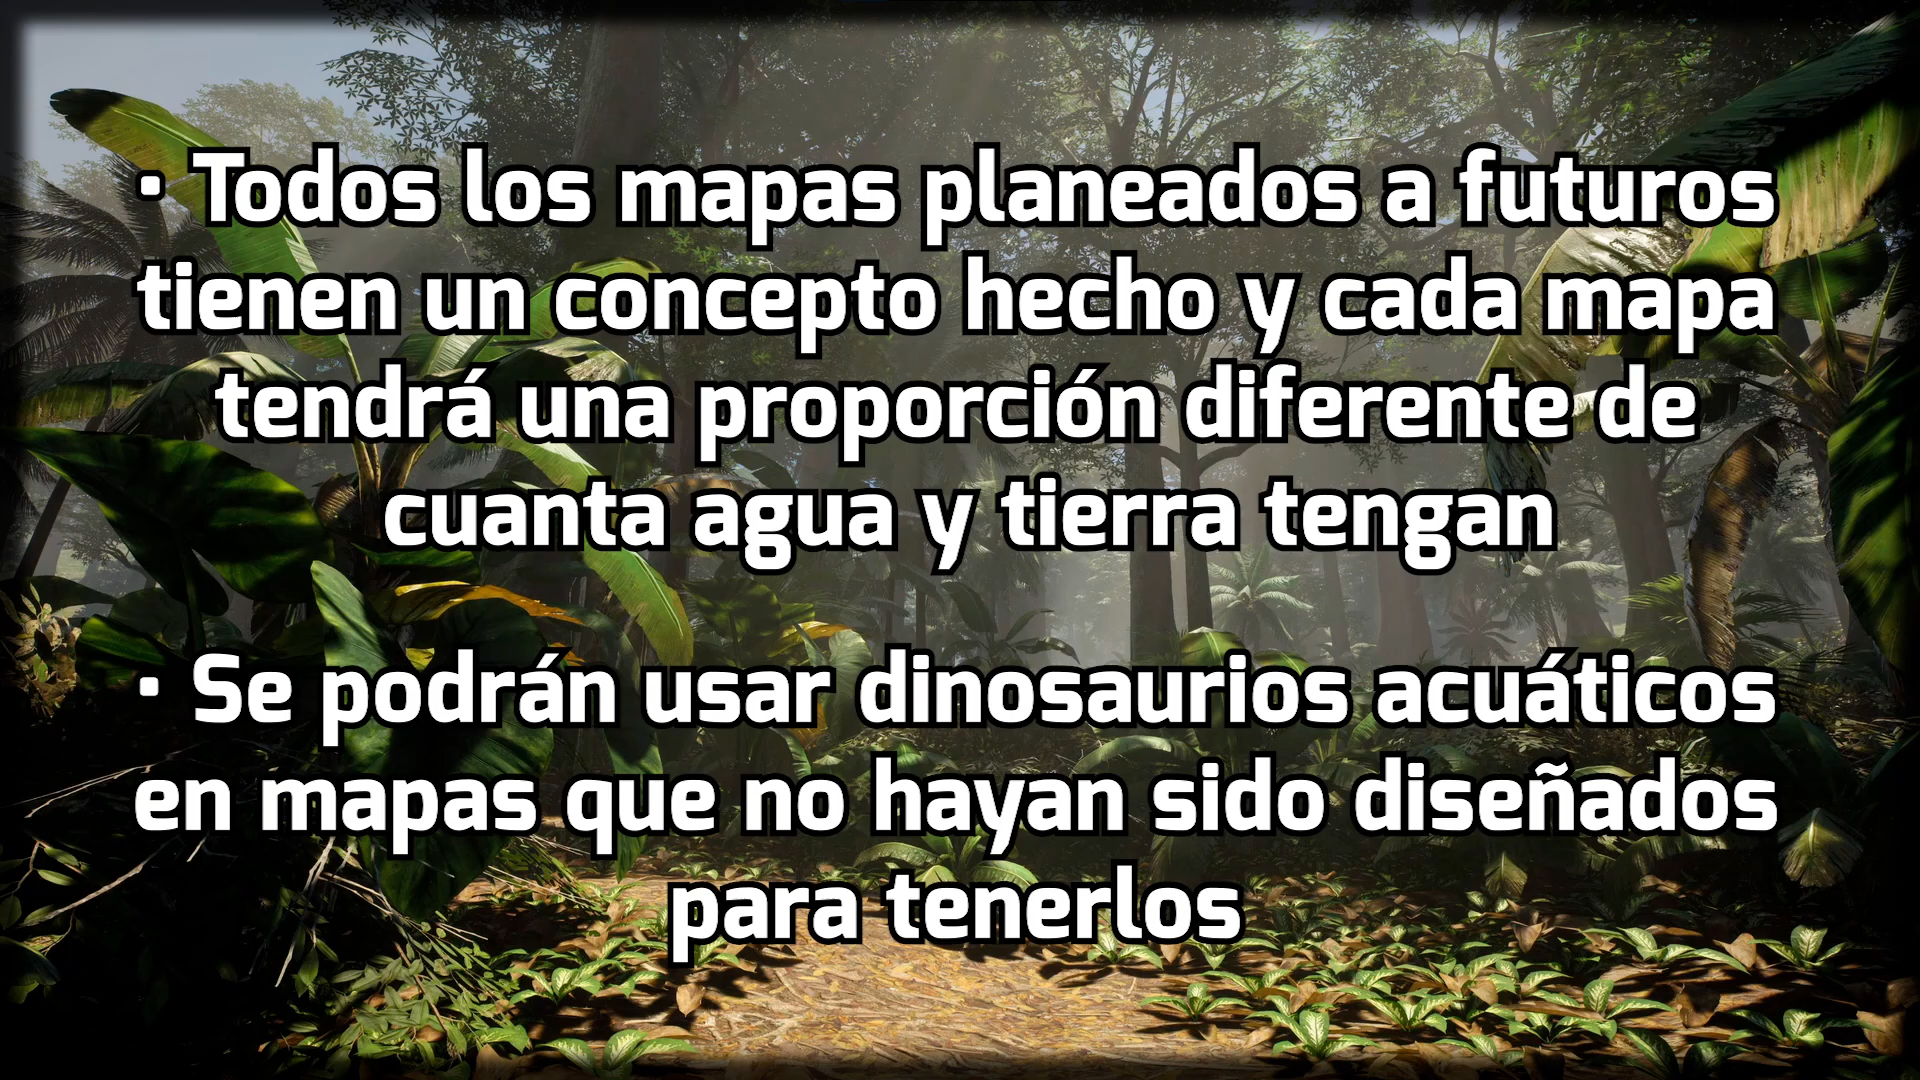 · Todos los mapas planeados a futuros
tienen un concepto hecho y cada mapa
tendrá una proporción diferente de
cuanta agua y tierra tengan
· Se podrán usar dinosaurios acuáticos
en mapas que no hayan sido diseñados
para tenerlos